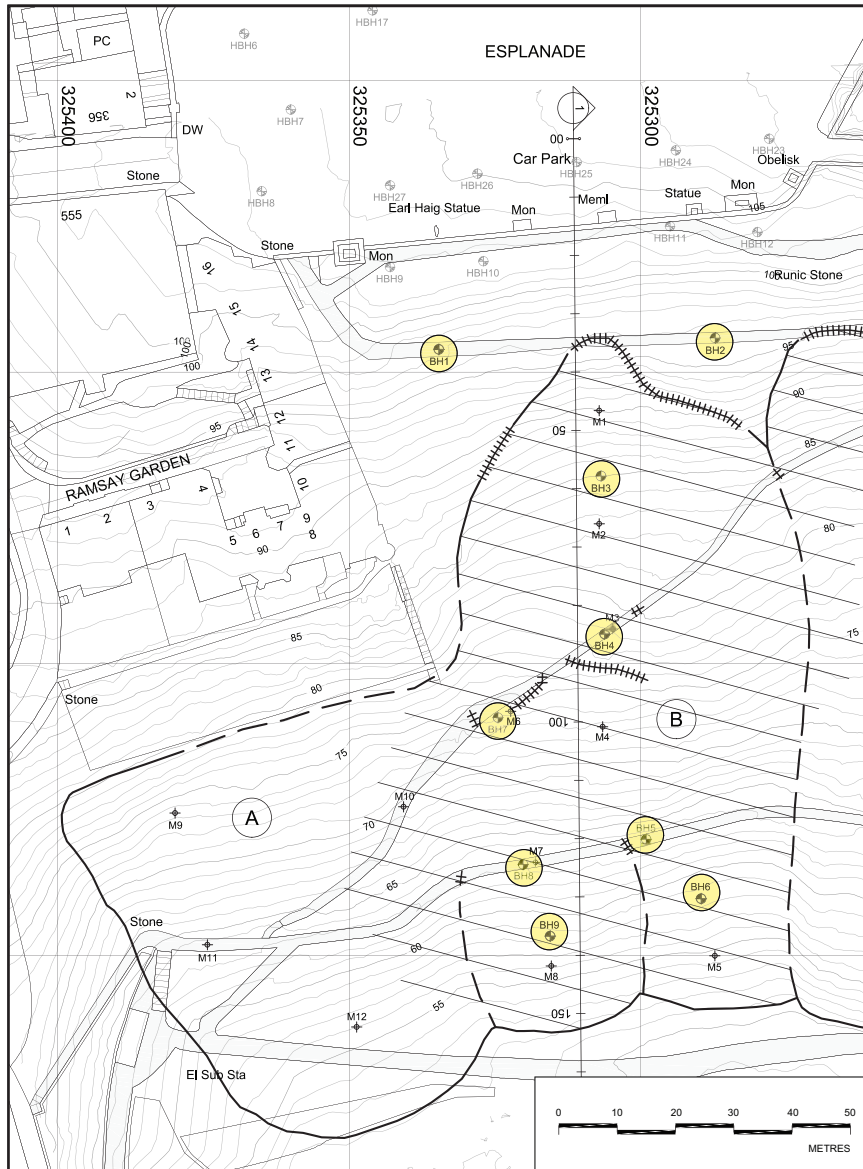 HBH17
HBH6
PC
ESPLANADE
2
325400
325350
325300
1
356
HBH7
DW
00
HBH23
Car Park
HBH24
Obelisk
HBH25
Stone
HBH26
HBH27
HBH8
Statue
Mon
Meml
Earl Haig Statue
Mon
105
555
HBH11
HBH12
Stone
Mon
HBH9
HBH10
16
Runic Stone
15
BH2
100
100
14
BH1
95
100
13
90
12
M1
95
11
50
85
RAMSAY GARDEN
10
BH3
4
3
2
1
9
7
6
5
8
M2
80
90
M3
85
BH4
75
80
Stone
M6
BH7
100
B
M4
75
M10
A
M9
70
BH5
M7
BH8
65
BH6
Stone
BH9
M11
60
M5
M8
55
150
M12
El Sub Sta
0
10
20
30
40
50
METRES